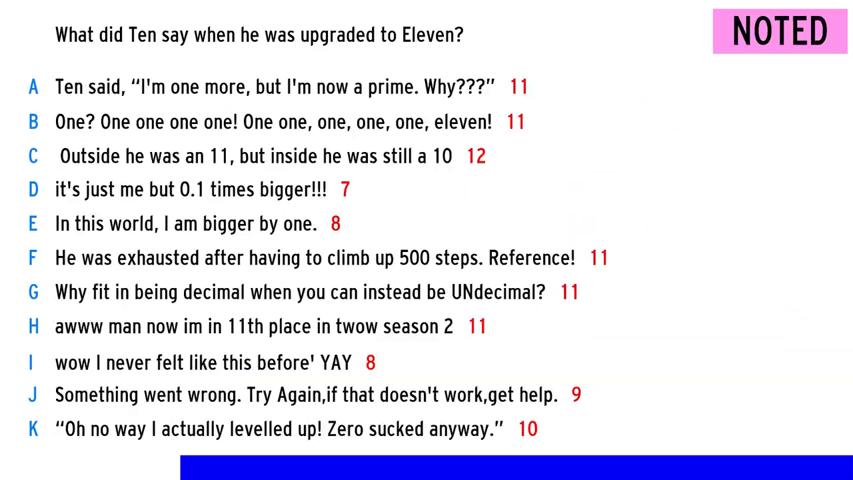 What did Ten say when he was upgraded to Eleven?
NOTED
A Ten said, “I'm one more, but I'm now a prime. Why???” 11
B One? One one one one! One one, one, one, one, eleven! 11
C Outside he was an 11, but inside he was still a 10 12
D it's just me but 0.1 times bigger!!! 7
E In this world, I am bigger by one. 8
F He was exhausted after having to climb up 500 steps. Reference! 11
G Why fit in being decimal when you can instead be UNdecimal? 11
H awww man now im in 11th place in twow season 2 11
I wow I never felt like this before' YAY 8
J Something went wrong. Try Again,if that doesn't work,get help. 9
K “Oh no way I actually levelled up! Zero sucked anyway.” 10